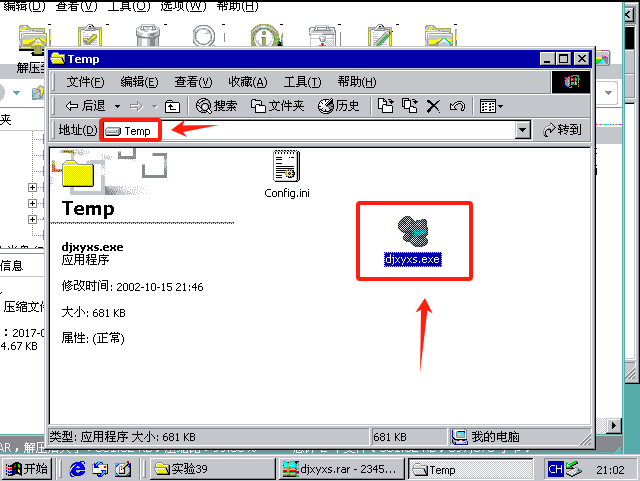 编辑(D) 查看(V) 工具(O) 选项(W) 帮助(H)
解压
Temp
文件(F) 编辑(E) 查看(V) 收藏(A) 工具(T) 帮助(H)
后退 搜索 文件夹 历史
地址(D) Temp 转到
夹
Config.ini
Temp
djxyxs.exe
djxyxs.exe
应用程序
修改时间: 2002-10-15 21:46
大小: 681 KB
属性: (正常)
信息
压缩文件
: 2017-0
4.67 KB
类型: 应用程序 大小: 681 KB 681 KB 我的电脑
开始 实验39 djxyxs.rar - 2345... Temp CH 21:02